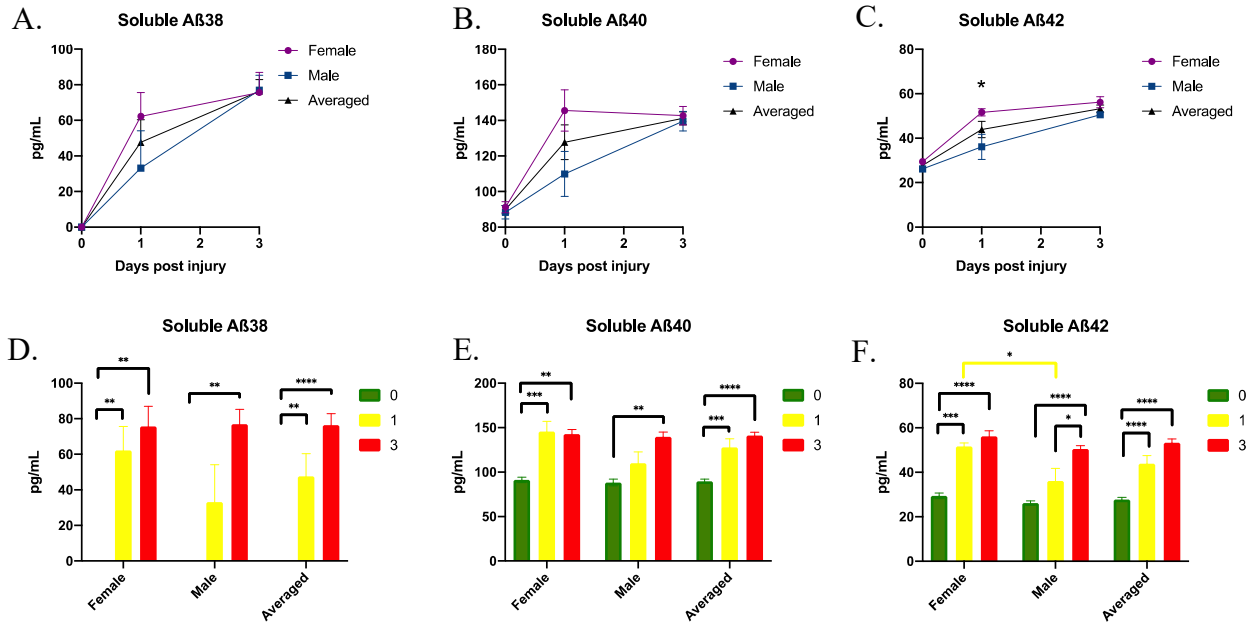 A.
Soluble Aß38
100
80
60
40
20
0
pg/mL
0
1
2
3
Days post injury
Female
Male
Averaged
B.
Soluble Aß40
180
160
140
120
100
80
pg/mL
0
1
2
3
Days post injury
Female
Male
Averaged
C.
Soluble Aß42
80
60
40
20
0
pg/mL
*
0
1
2
3
Days post injury
Female
Male
Averaged
D.
Soluble Aß38
100
80
60
40
20
0
pg/mL
**
**
**
****
**
Female
Male
Averaged
0
1
3
E.
Soluble Aß40
200
150
100
50
0
pg/mL
**
***
**
****
***
Female
Male
Averaged
0
1
3
F.
Soluble Aß42
80
60
40
20
0
pg/mL
*
****
***
****
*
****
****
Female
Male
Averaged
0
1
3